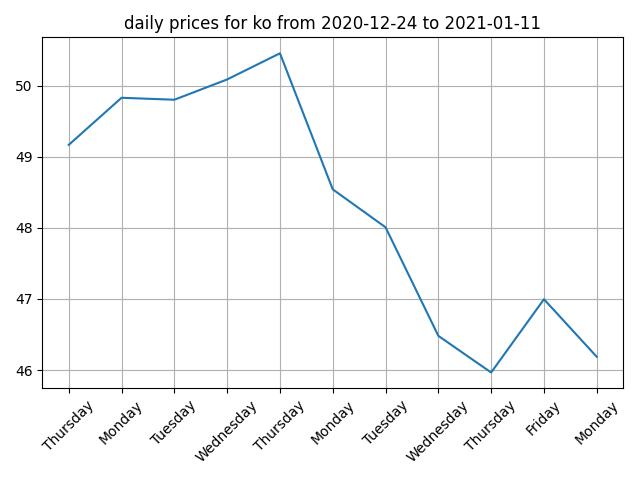 daily prices for ko from 2020-12-24 to 2021-01-11
50
49
48
47
46
Thursday
Monday
Tuesday
Wednesday
Thursday
Monday
Tuesday
Wednesday
Thursday
Friday
Monday